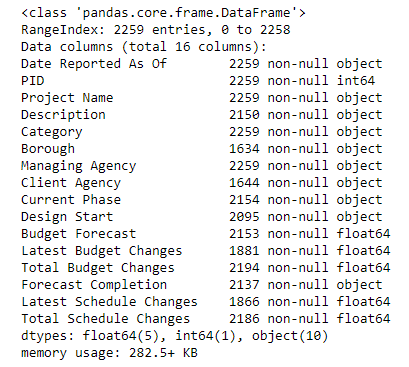 <class 'pandas.core.frame.DataFrame'>
RangeIndex: 2259 entries, 0 to 2258
Data columns (total 16 columns):
Date Reported As Of         2259 non-null object
PID                         2259 non-null int64
Project Name                2259 non-null object
Description                 2150 non-null object
Category                    2259 non-null object
Borough                     1634 non-null object
Managing Agency             2259 non-null object
Client Agency               1644 non-null object
Current Phase               2154 non-null object
Design Start                2095 non-null object
Budget Forecast             2153 non-null float64
Latest Budget Changes       1881 non-null float64
Total Budget Changes        2194 non-null float64
Forecast Completion         2137 non-null object
Latest Schedule Changes     1866 non-null float64
Total Schedule Changes      2186 non-null float64
dtypes: float64(5), int64(1), object(10)
memory usage: 282.5+ KB